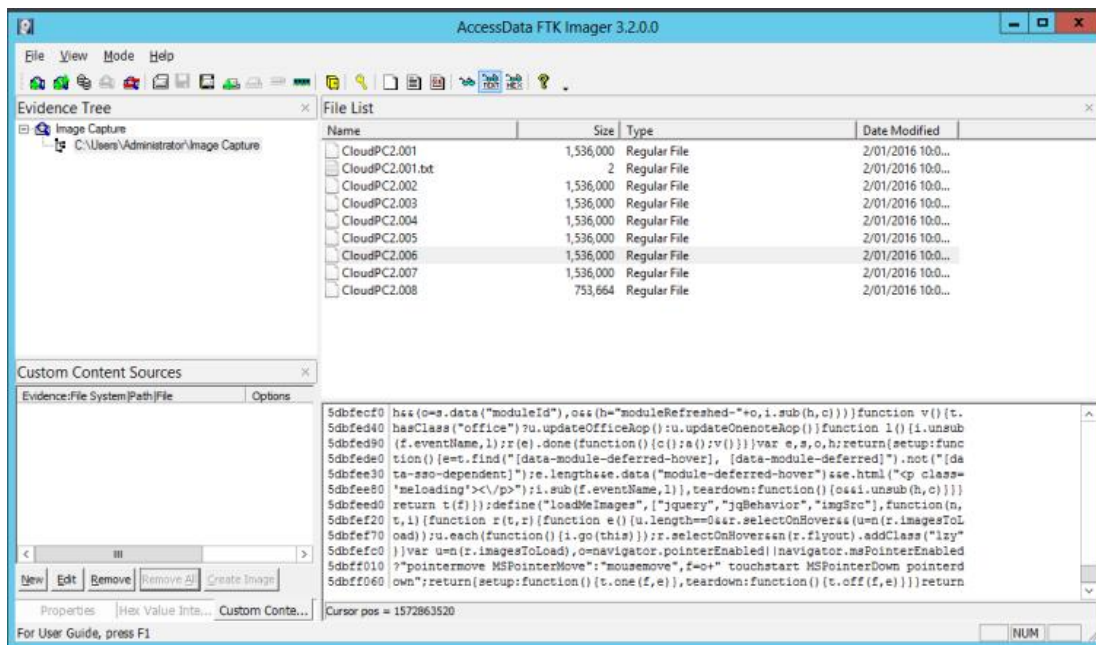 AccessData FTK Imager 3.2.0.0
File View Mode Help
Evidence Tree
Image Capture
C:\Users\Administrator\Image Capture
File List
Name Size Type Date Modified
CloudPC2.001 1,536,000 Regular File 2/01/2016 10:0...
CloudPC2.001.txt 2 Regular File 2/01/2016 10:0...
CloudPC2.002 1,536,000 Regular File 2/01/2016 10:0...
CloudPC2.003 1,536,000 Regular File 2/01/2016 10:0...
CloudPC2.004 1,536,000 Regular File 2/01/2016 10:0...
CloudPC2.005 1,536,000 Regular File 2/01/2016 10:0...
CloudPC2.006 1,536,000 Regular File 2/01/2016 10:0...
CloudPC2.007 1,536,000 Regular File 2/01/2016 10:0...
CloudPC2.008 753,664 Regular File 2/01/2016 10:0...
Custom Content Sources
Evidence:File System|Path|File Options
New Edit Remove Remove All Create Image
Properties Hex Value Inte... Custom Conte...
5dbfecf0 h&&(o=s.data("moduleId"),o&&(h="moduleRefreshed-"+o,i.sub(h,c)))}function v(){t.
5dbfed40 hasClass("office")?u.updateOfficeAop():u.updateOnenoteAop()}function l(){i.unsub
5dbfed90 (f.eventName,l);r(e).done(function(){c();a();v()})}var e,s,o,h;return{setup:func
5dbfede0 tion(){e=t.find("[data-module-deferred-hover], [data-module-deferred]").not("[da
5dbfee30 ta-sso-dependent]");e.length&&e.data("module-deferred-hover")&&e.html("<p class=
5dbfee80 'meloading'><\/p>");i.sub(f.eventName,l)},teardown:function(){o&&i.unsub(h,c)}}}
5dbfeed0 return t(f)});define("loadMeImages",["jquery","jqBehavior","imgSrc"],function(n,
5dbfef20 t,i){function r(t,r){function e(){u.length==0&&r.selectOnHover&&(u=n(r.imagesToL
5dbfef70 oad));u.each(function(){i.go(this)});r.selectOnHover&&n(r.flyout).addClass("lzy"
5dbfefc0 )}var u=n(r.imagesToLoad),o=navigator.pointerEnabled||navigator.msPointerEnabled
5dbff010 ?"pointermove MSPointerMove":"mousemove",f=o+" touchstart MSPointerDown pointerd
5dbff060 own";return{setup:function(){t.one(f,e)},teardown:function(){t.off(f,e)}}}return
Cursor pos = 1572863520
For User Guide, press F1
NUM